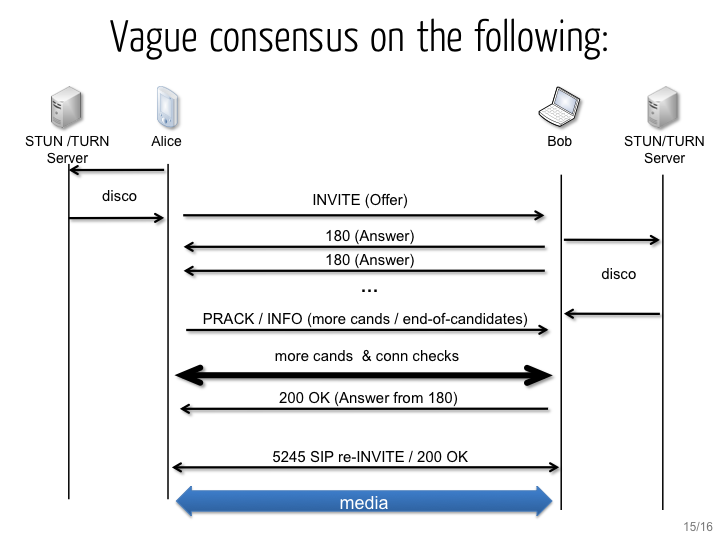 Vague consensus on the following:
STUN /TURN
Server
Alice
Bob
STUN/TURN
Server
disco
INVITE (Offer)
180 (Answer)
180 (Answer)
disco
...
PRACK / INFO (more cands / end-of-candidates)
more cands & conn checks
200 OK (Answer from 180)
5245 SIP re-INVITE / 200 OK
media
15/16